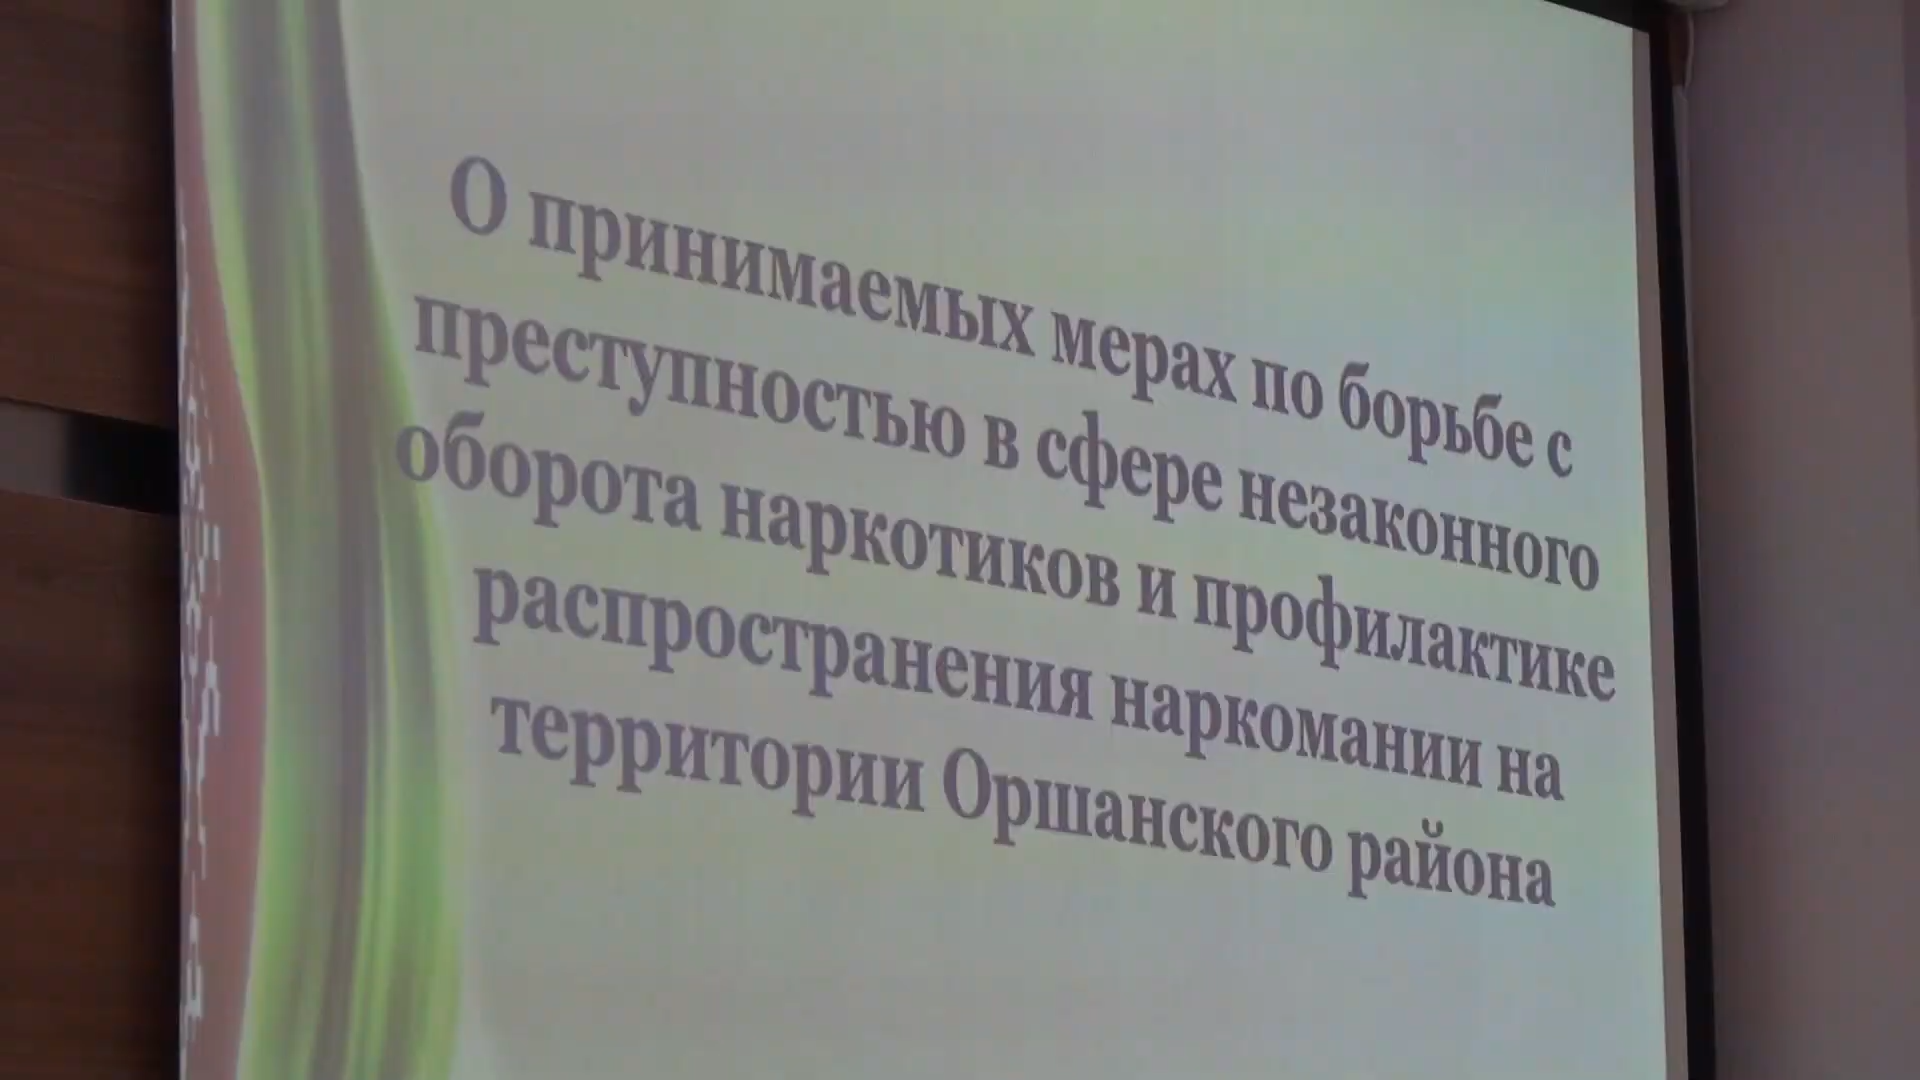 О принимаемых мерах по борьбе с
преступностью в сфере незаконного
оборота наркотиков и профилактике
распространения наркомании на
территории Оршанского района